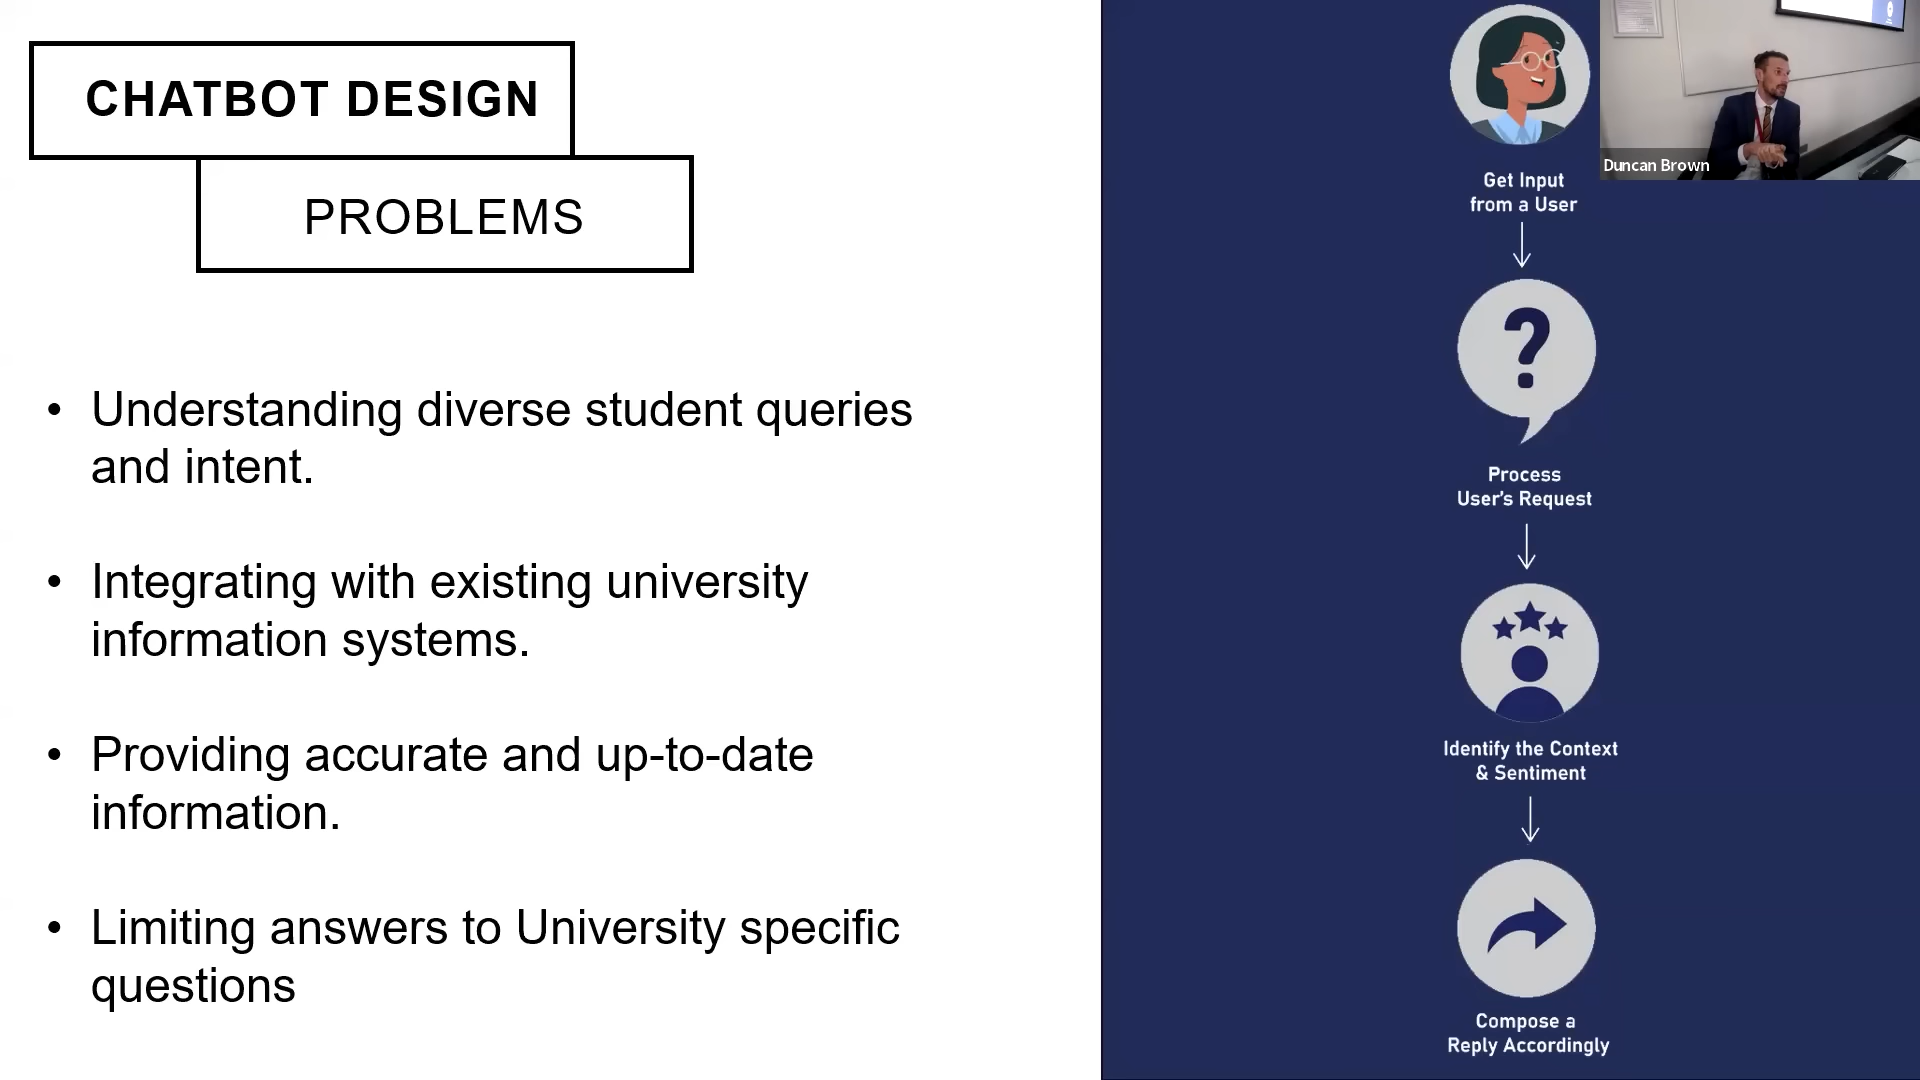 CHATBOT DESIGN
PROBLEMS
• Understanding diverse student queries
and intent.
• Integrating with existing university
information systems.
• Providing accurate and up-to-date
information.
• Limiting answers to University specific
questions
Get Input
from a User
?
Process
User's Request
Identify the Context
& Sentiment
Compose a
Reply Accordingly
Duncan Brown